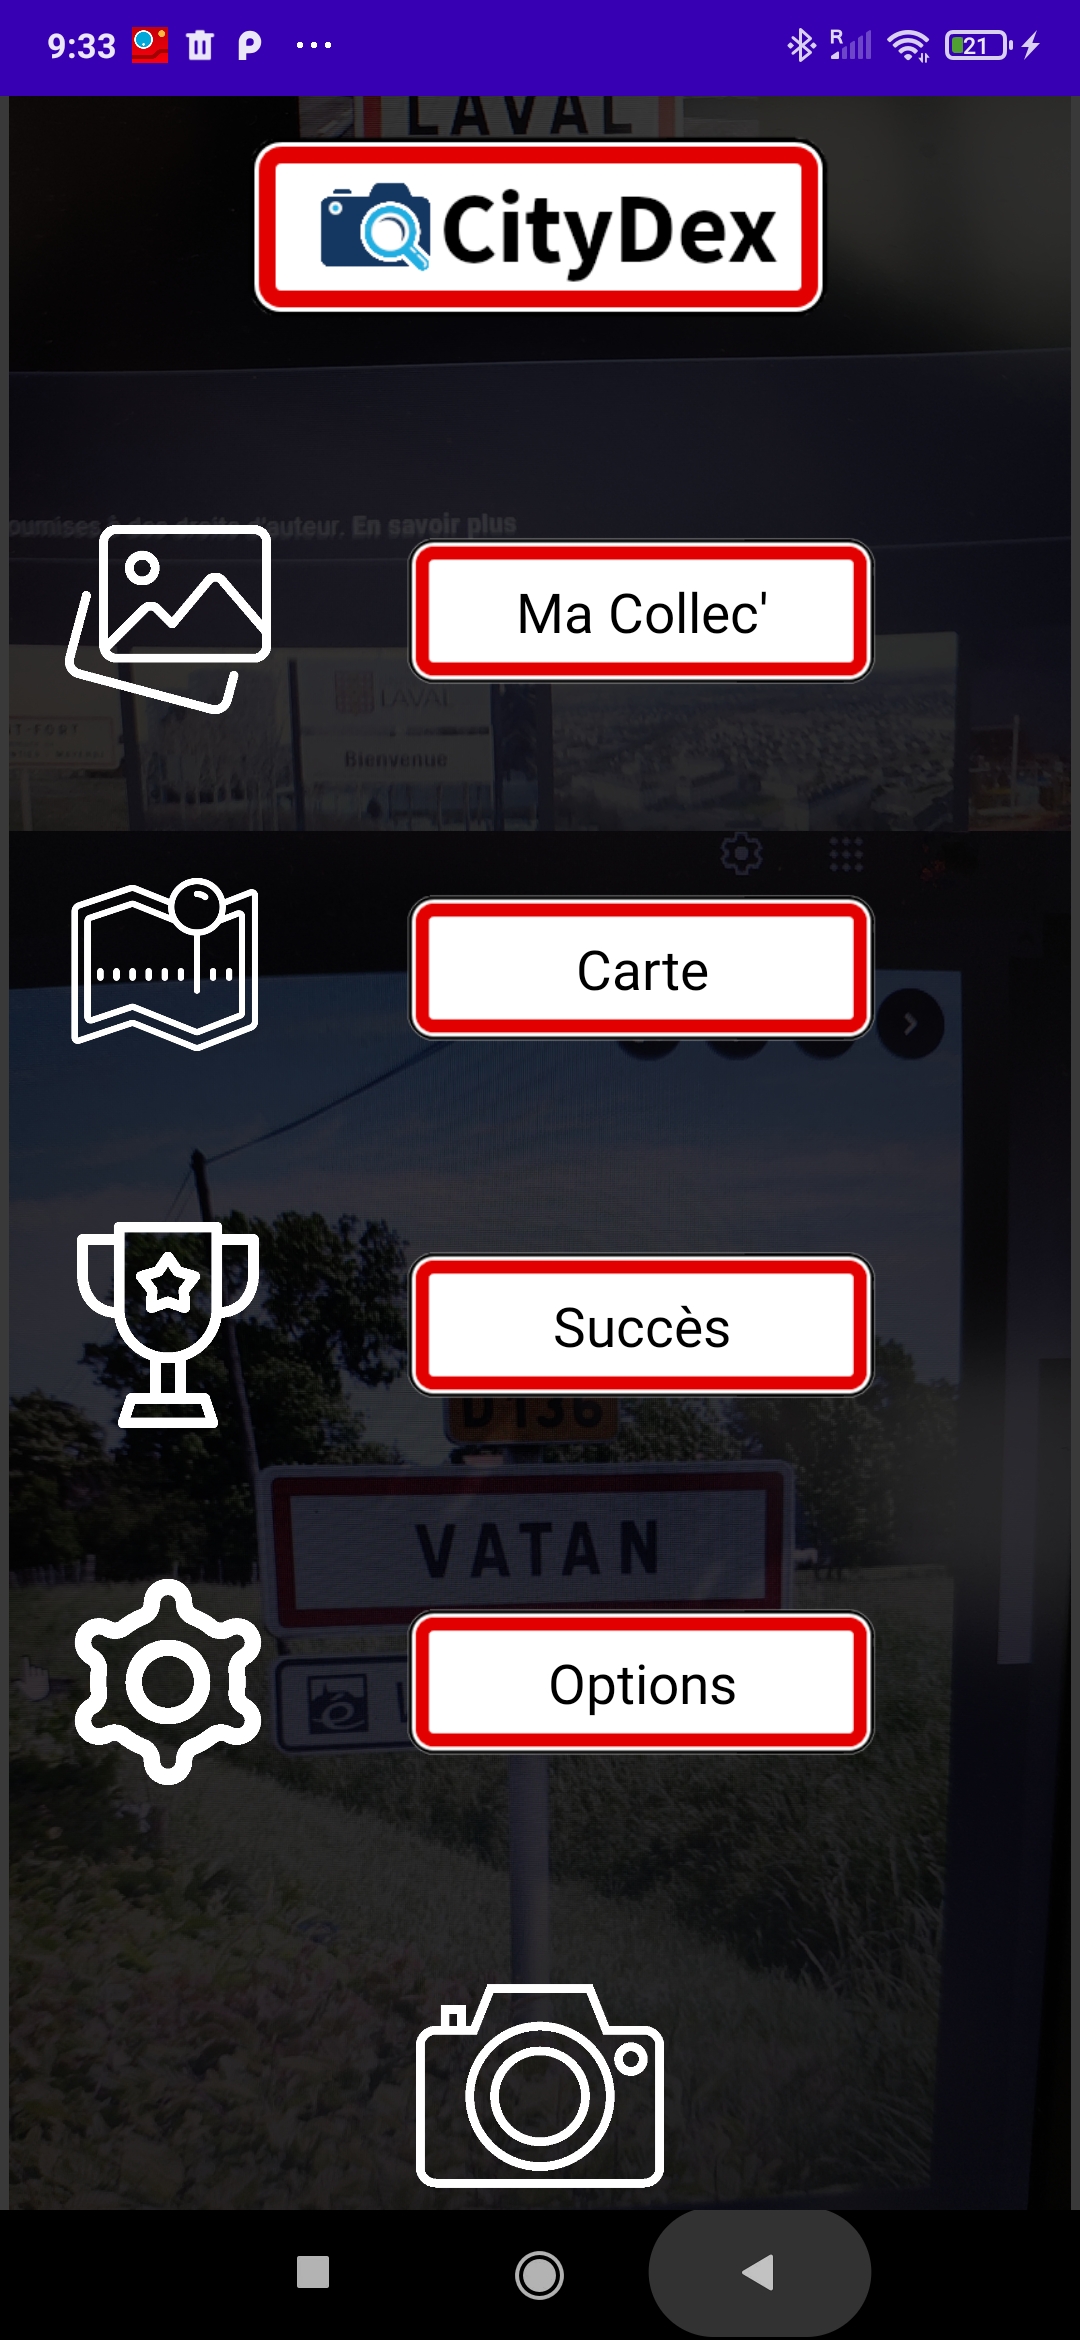 9:33
R
21
LAVAL
CityDex
oumises à des droits d'auteur. En savoir plus
Ma Collec'
LAVAL
T-FORT
Bienvenue
Carte
Succès
D136
VATAN
Options